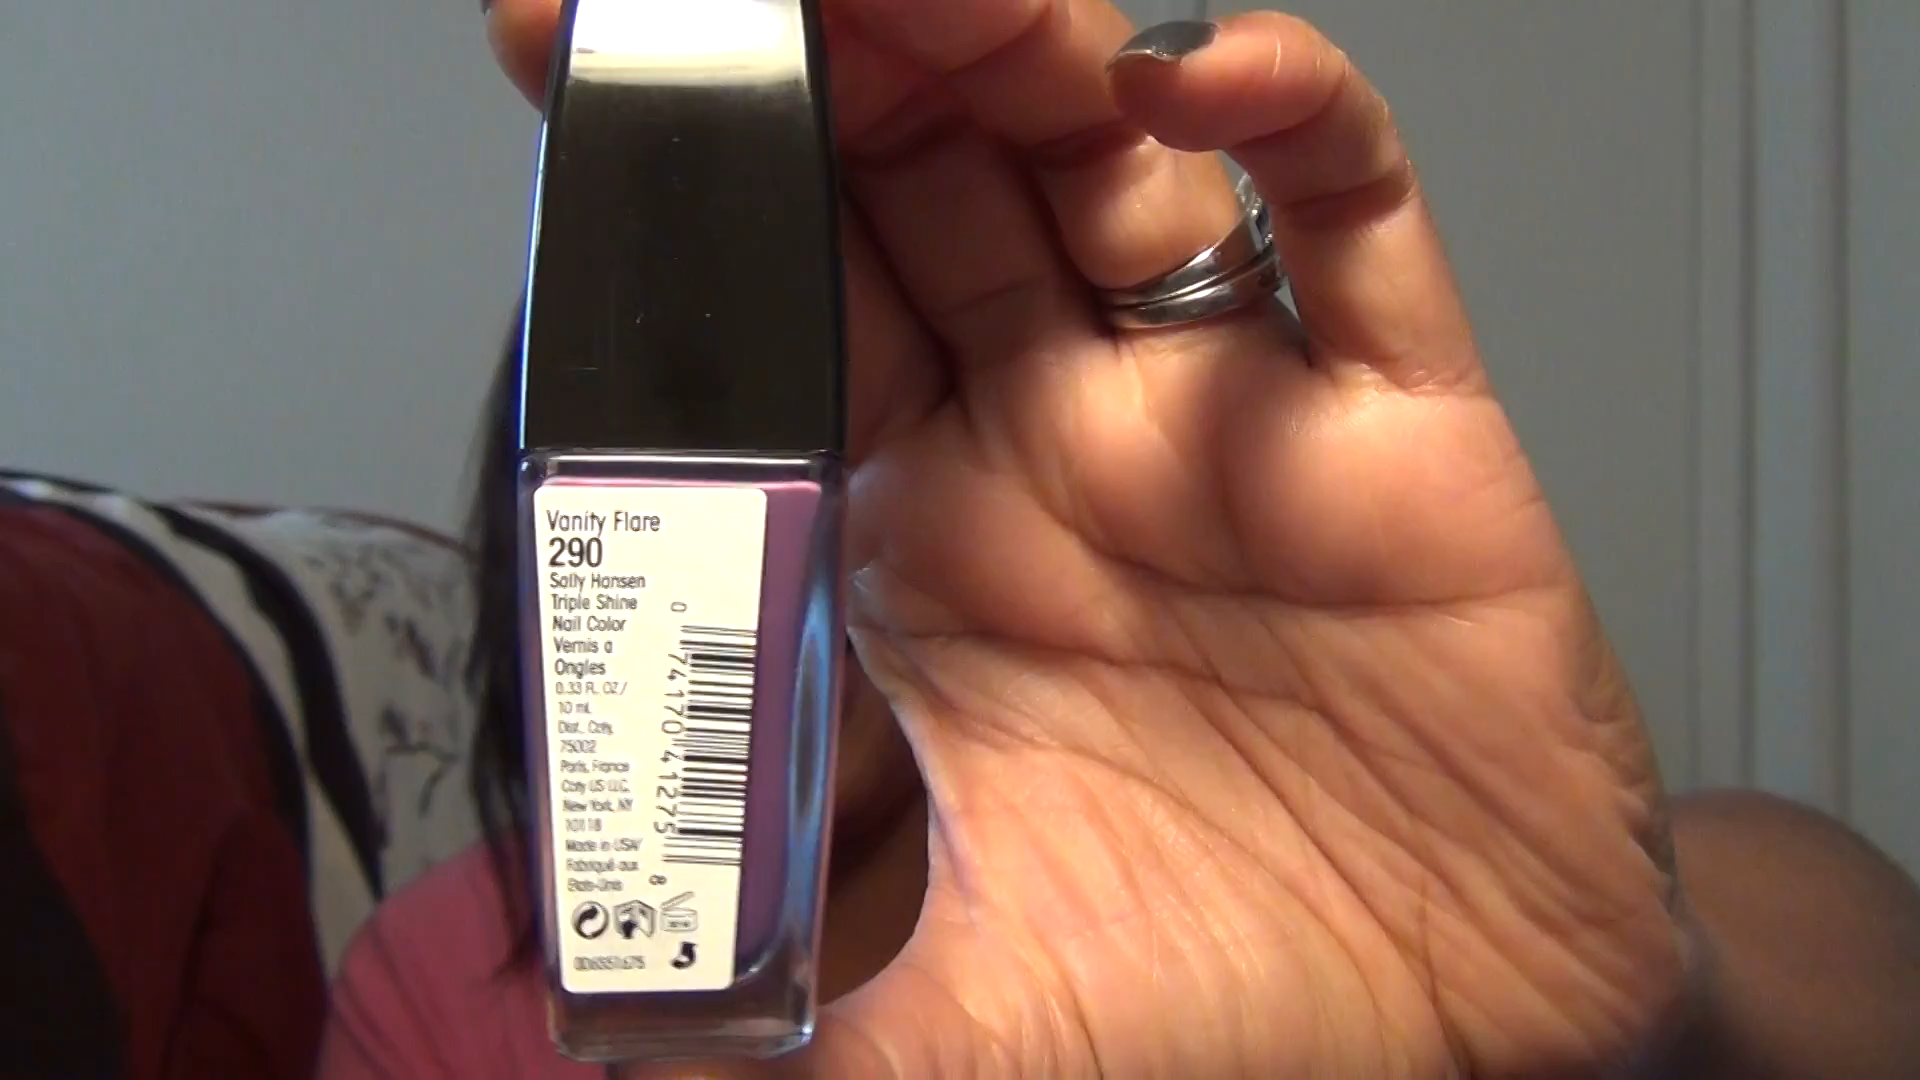 Vanity Flare
290
Sally Hansen
Triple Shine
Nail Color
Vernis a
Ongles
0.33 FL. OZ/
10 mL
Dist. Coty,
75002
Paris, France
Coty US LLC.
New York, NY
10118
Made in USA/
Fabriqué aux
États-Unis
0 74170 41275 8